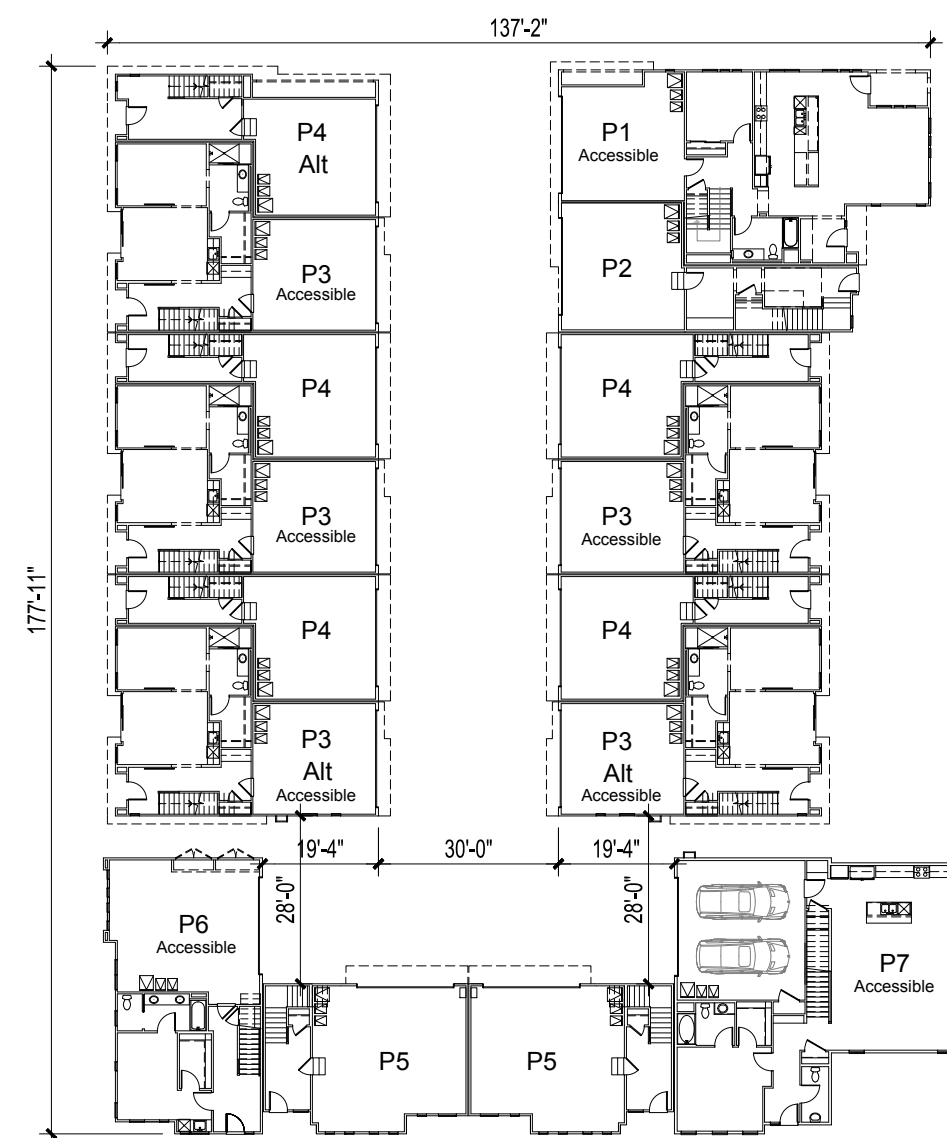 137'-2"
177'-11"
P4
Alt
P3
Accessible
P4
P3
Accessible
P4
P3
Alt
Accessible
P1
Accessible
P2
P4
P3
Accessible
P4
P3
Alt
Accessible
19'-4"
30'-0"
19'-4"
28'-0"
28'-0"
P6
Accessible
P5
P5
P7
Accessible